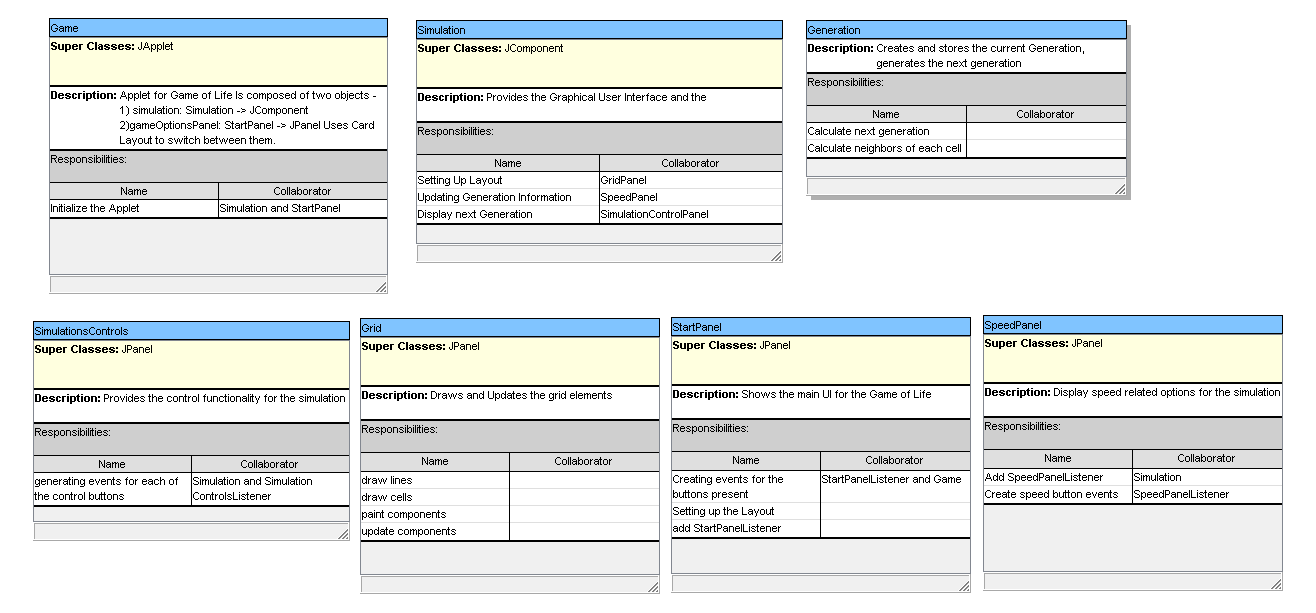 Game
Super Classes: JApplet
Description: Applet for Game of Life Is composed of two objects -
1) simulation: Simulation -> JComponent
2)gameOptionsPanel: StartPanel -> JPanel Uses Card
Layout to switch between them.
Responsibilities:
Name Collaborator
Initialize the Applet Simulation and StartPanel
Simulation
Super Classes: JComponent
Description: Provides the Graphical User Interface and the
Responsibilities:
Name Collaborator
Setting Up Layout GridPanel
Updating Generation Information SpeedPanel
Display next Generation SimulationControlPanel
Generation
Description: Creates and stores the current Generation,
generates the next generation
Responsibilities:
Name Collaborator
Calculate next generation
Calculate neighbors of each cell
SimulationsControls
Super Classes: JPanel
Description: Provides the control functionality for the simulation
Responsibilities:
Name Collaborator
generating events for each of Simulation and Simulation
the control buttons ControlsListener
Grid
Super Classes: JPanel
Description: Draws and Updates the grid elements
Responsibilities:
Name Collaborator
draw lines
draw cells
paint components
update components
StartPanel
Super Classes: JPanel
Description: Shows the main UI for the Game of Life
Responsibilities:
Name Collaborator
Creating events for the StartPanelListener and Game
buttons present
Setting up the Layout
add StartPanelListener
SpeedPanel
Super Classes: JPanel
Description: Display speed related options for the simulation
Responsibilities:
Name Collaborator
Add SpeedPanelListener Simulation
Create speed button events SpeedPanelListener